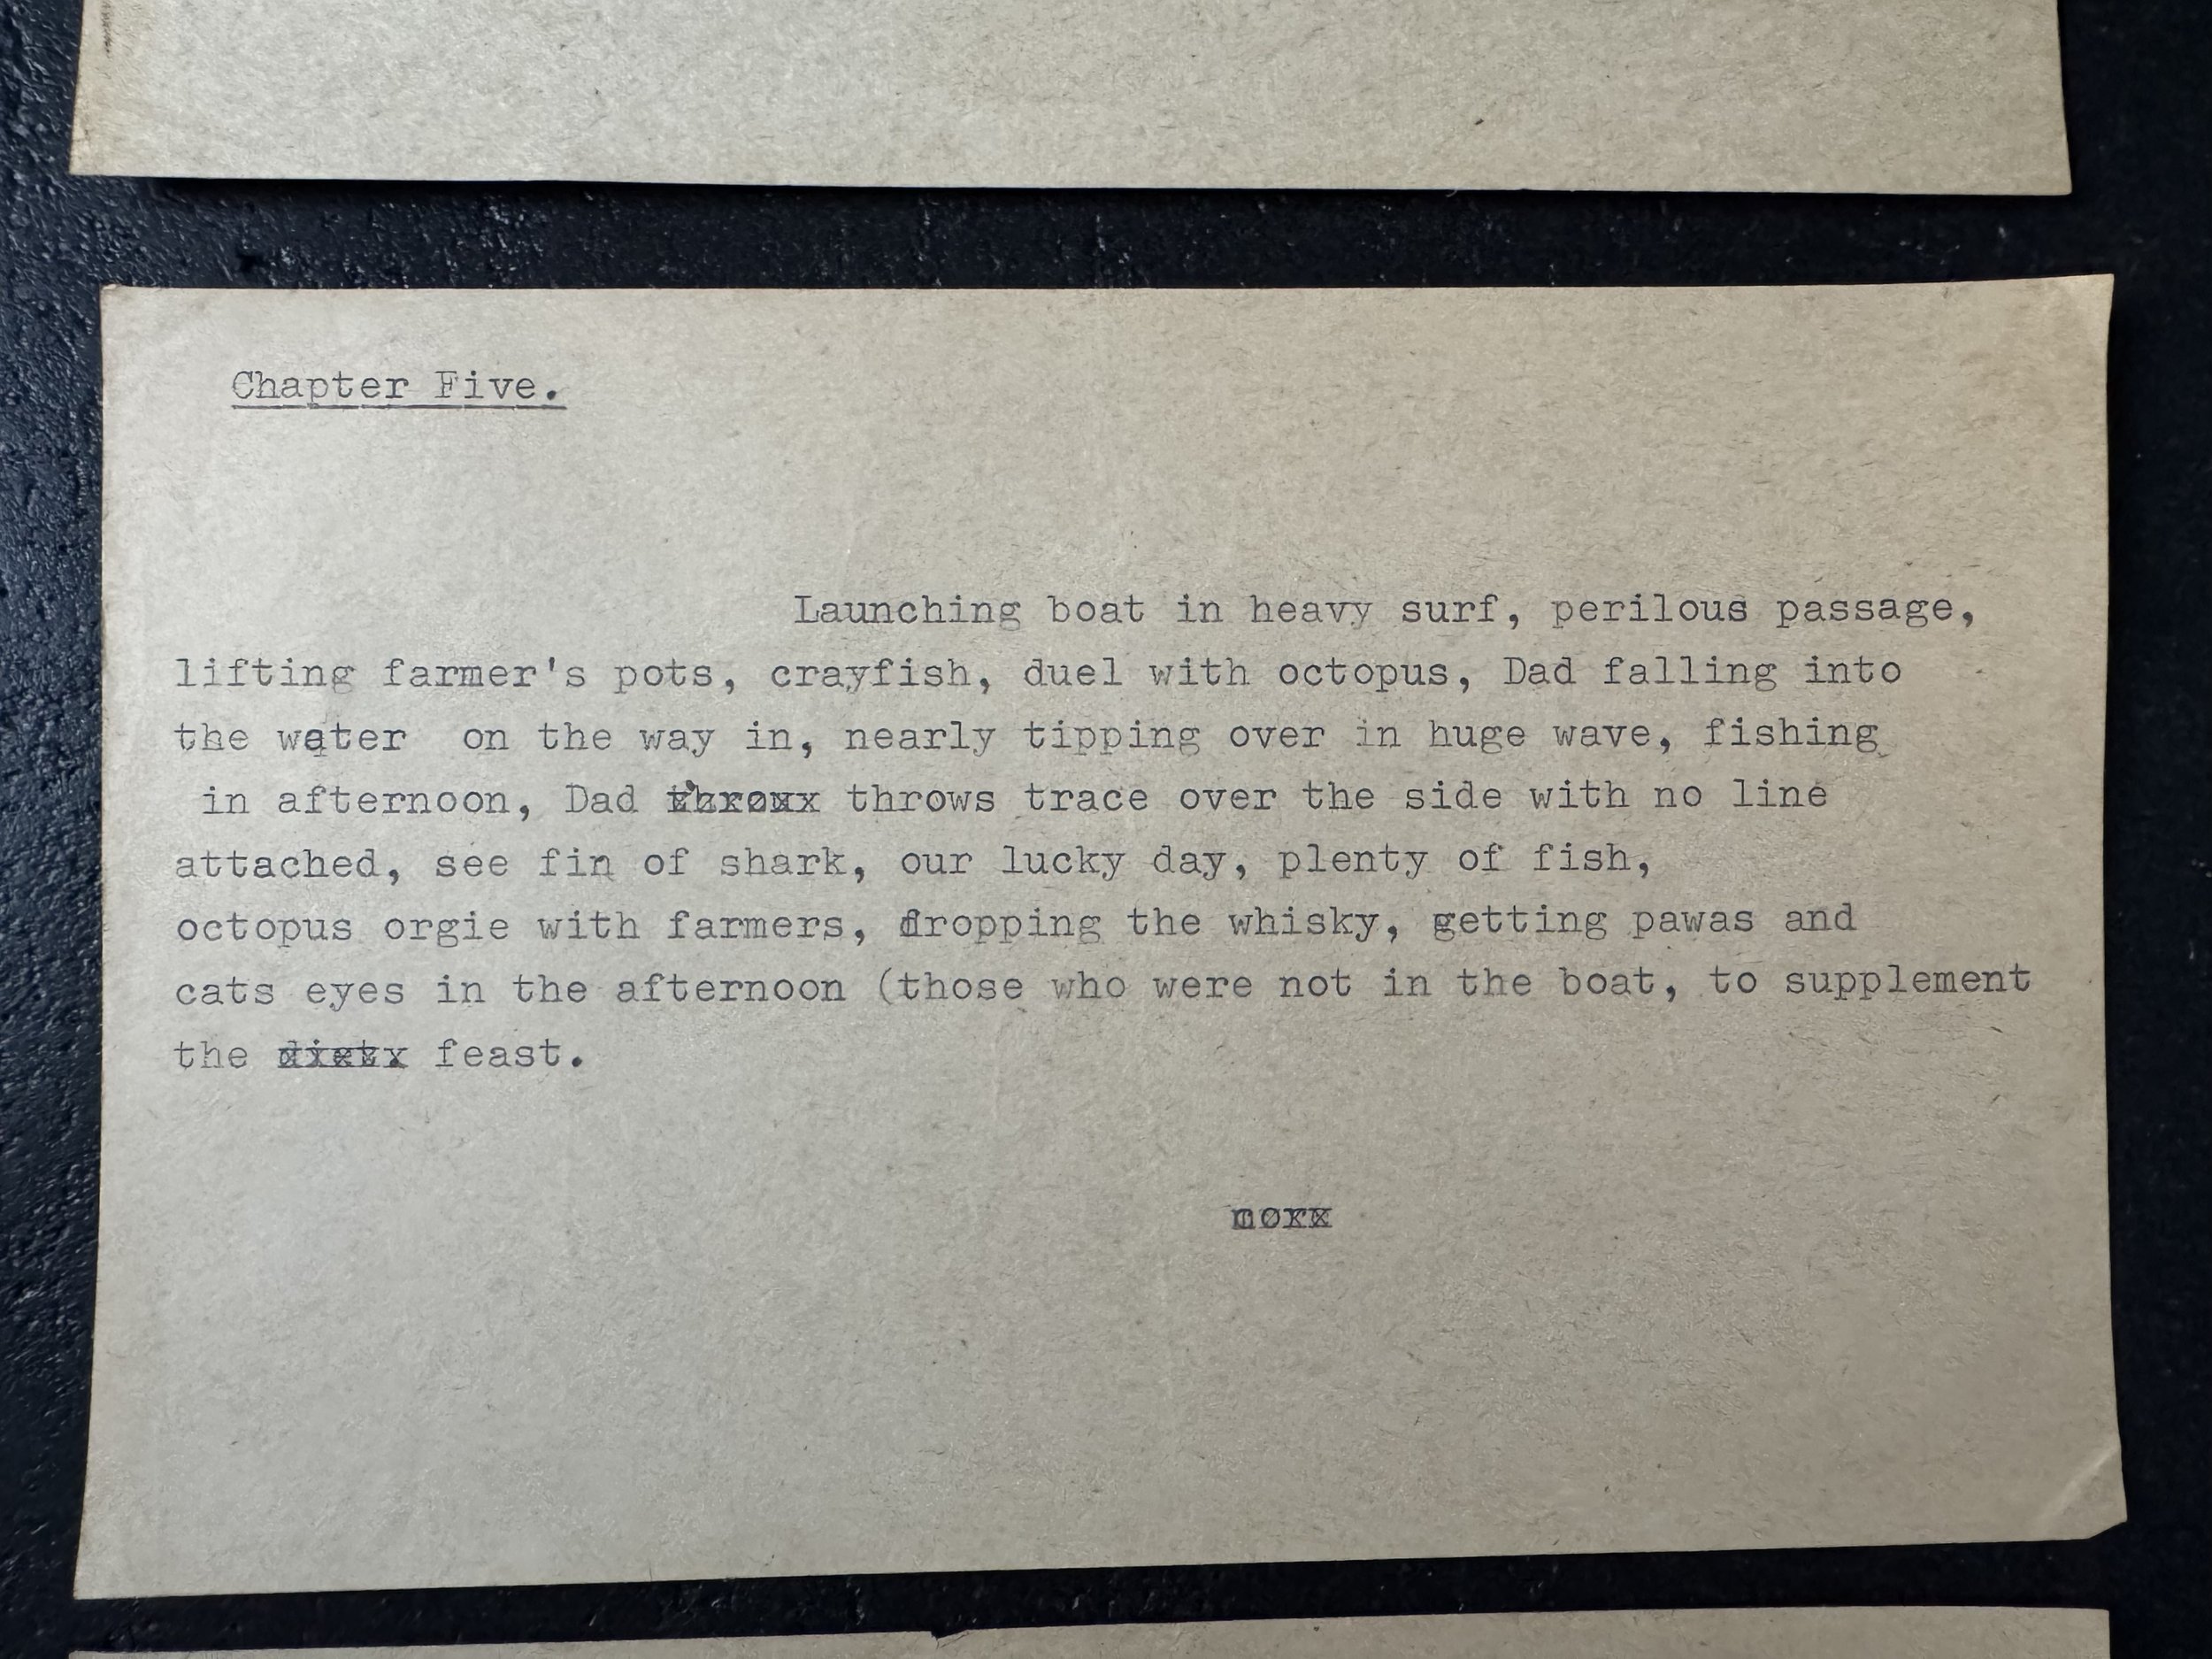 Chapter Five.
Launching boat in heavy surf, perilous passage,
lifting farmer's pots, crayfish, duel with octopus, Dad falling into
the water  on the way in, nearly tipping over in huge wave, fishing
in afternoon, Dad throws trace over the side with no line
attached, see fin of shark, our lucky day, plenty of fish,
octopus orgie with farmers, dropping the whisky, getting pawas and
cats eyes in the afternoon (those who were not in the boat, to supplement
the feast.